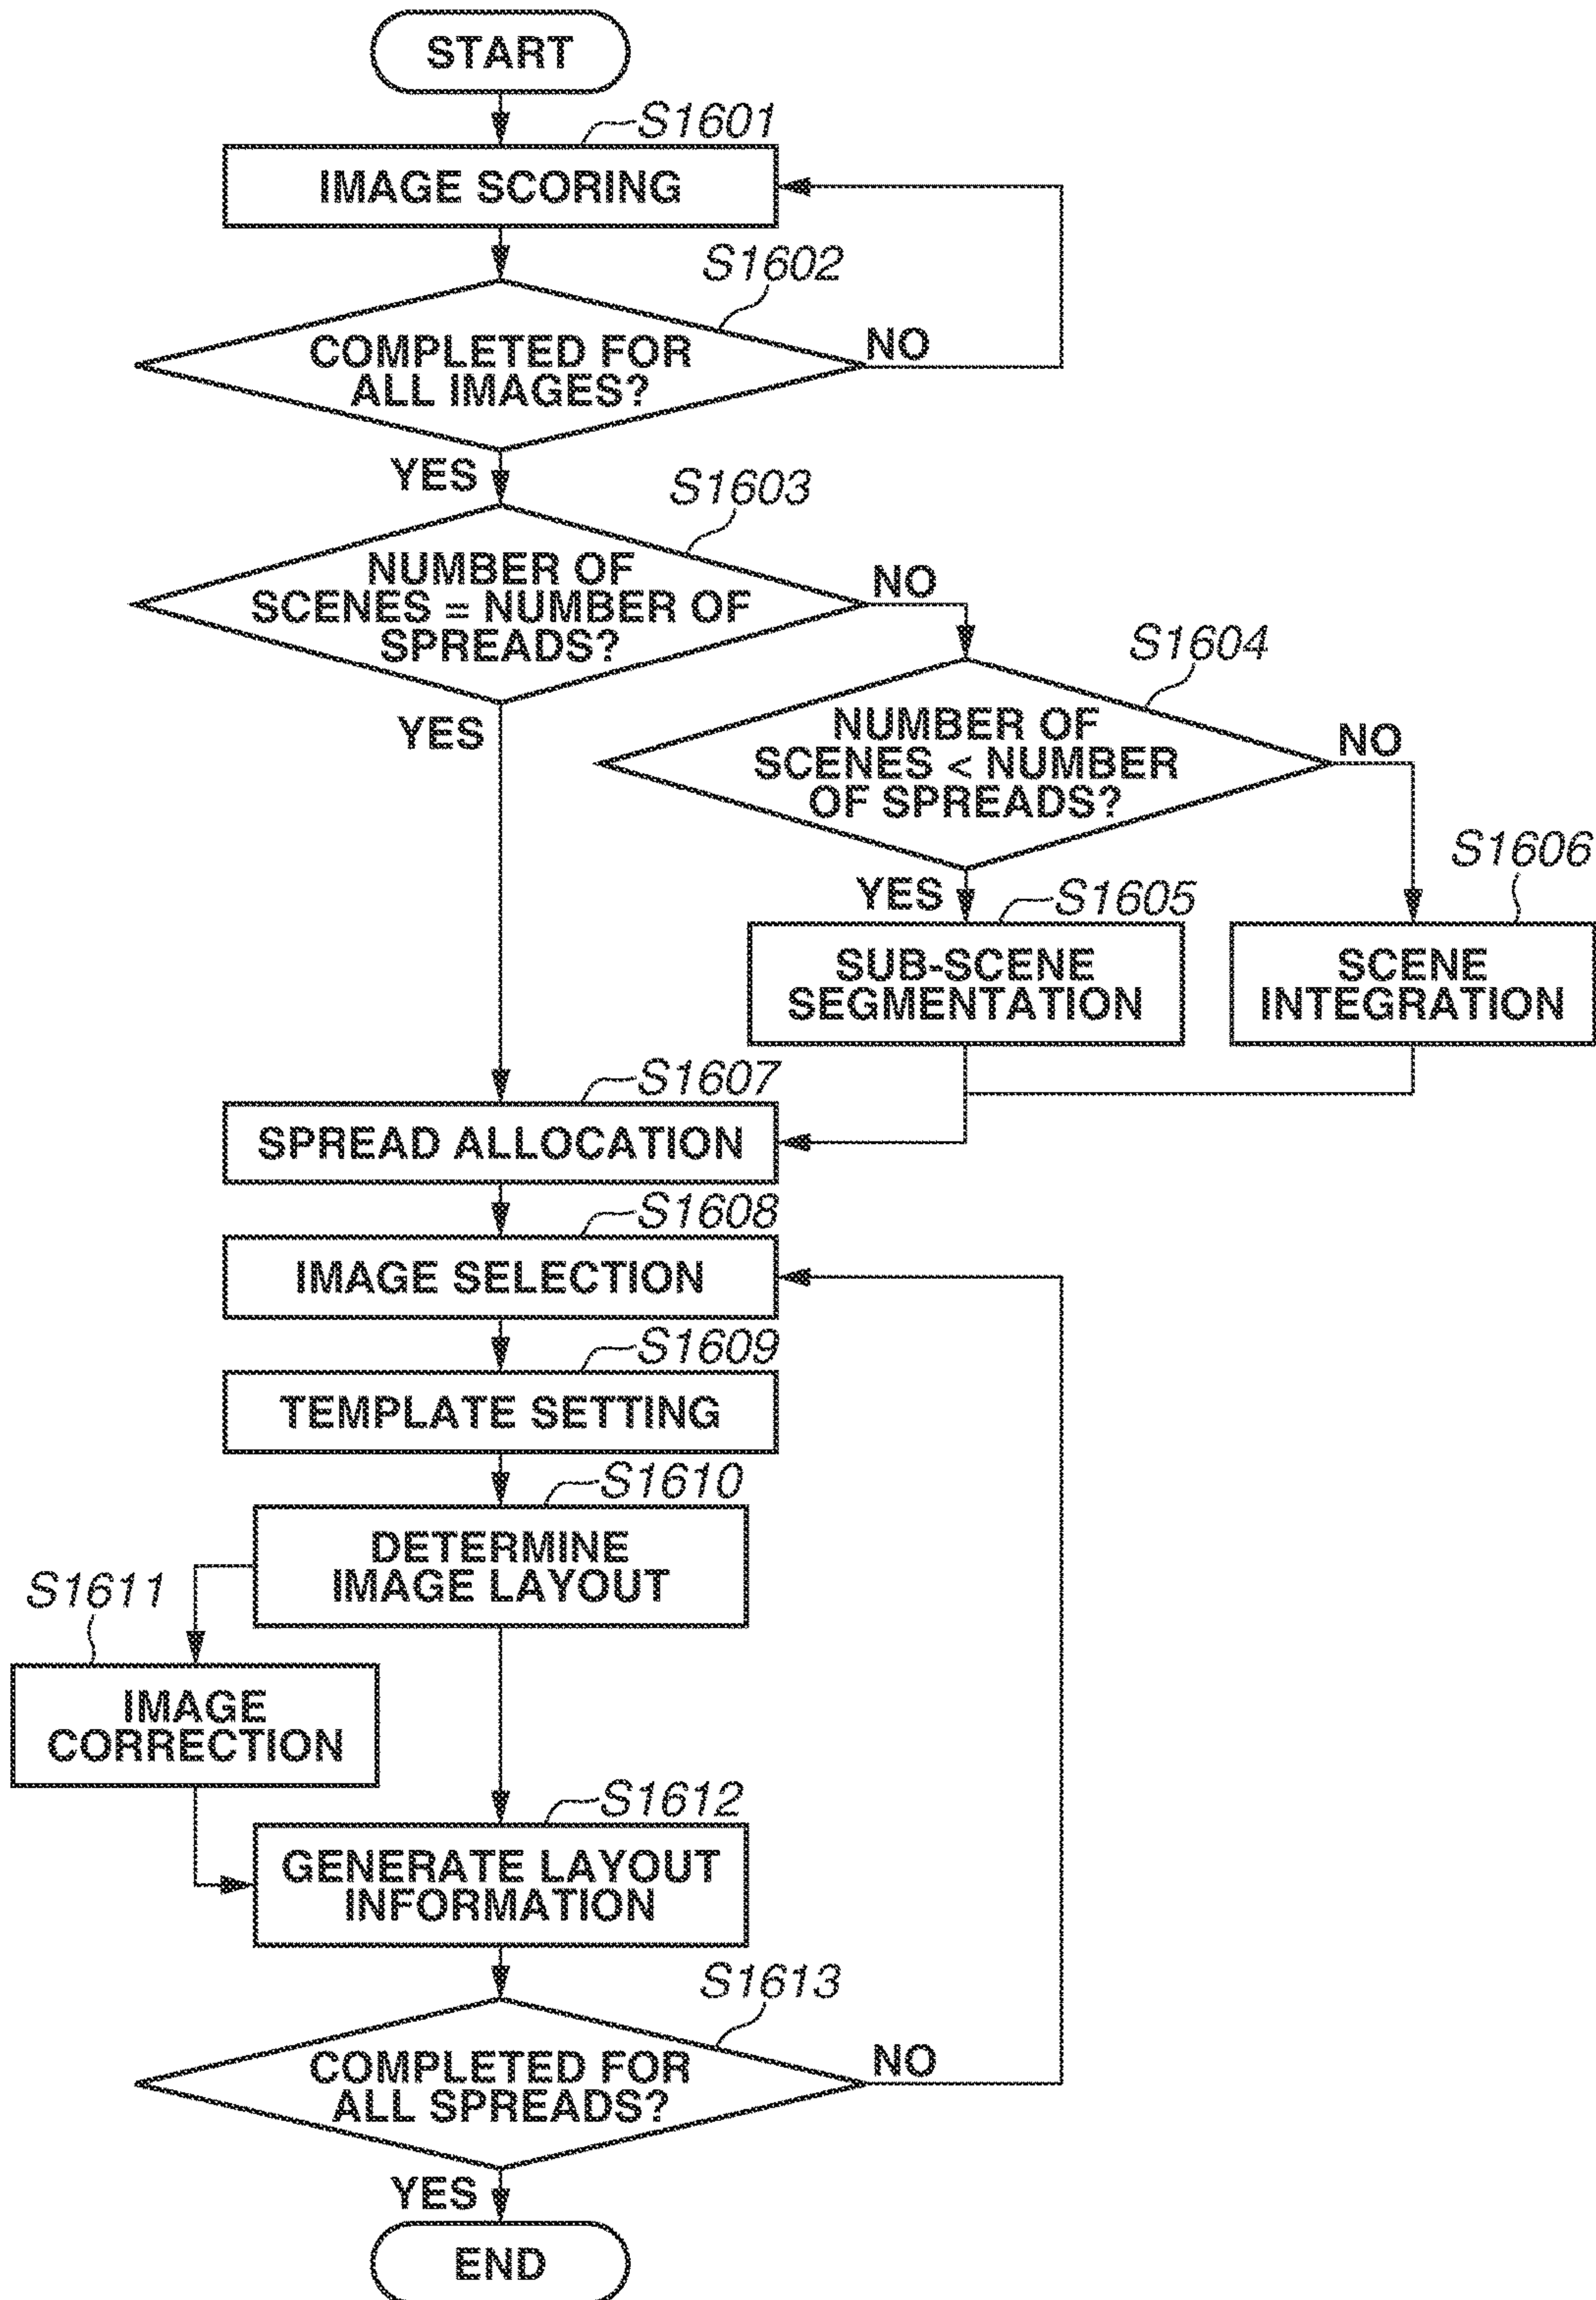 START
S1601
IMAGE SCORING
S1602
COMPLETED FOR
ALL IMAGES?
NO
YES
S1603
NUMBER OF
SCENES = NUMBER OF
SPREADS?
NO
YES
S1604
NUMBER OF
SCENES < NUMBER
OF SPREADS?
NO
YES
S1605
SUB-SCENE
SEGMENTATION
S1606
SCENE
INTEGRATION
S1607
SPREAD ALLOCATION
S1608
IMAGE SELECTION
S1609
TEMPLATE SETTING
S1610
DETERMINE
IMAGE LAYOUT
S1611
IMAGE
CORRECTION
S1612
GENERATE LAYOUT
INFORMATION
S1613
COMPLETED FOR
ALL SPREADS?
NO
YES
END